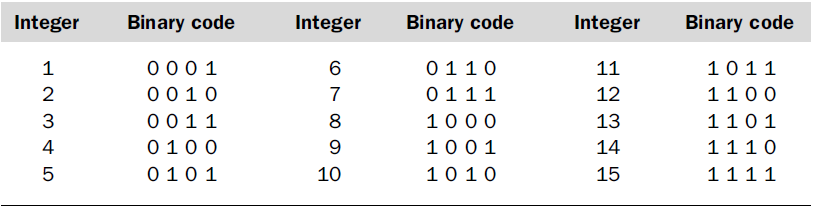 Integer Binary code Integer Binary code Integer Binary code
1 0 0 0 1 6 0 1 1 0 11 1 0 1 1
2 0 0 1 0 7 0 1 1 1 12 1 1 0 0
3 0 0 1 1 8 1 0 0 0 13 1 1 0 1
4 0 1 0 0 9 1 0 0 1 14 1 1 1 0
5 0 1 0 1 10 1 0 1 0 15 1 1 1 1